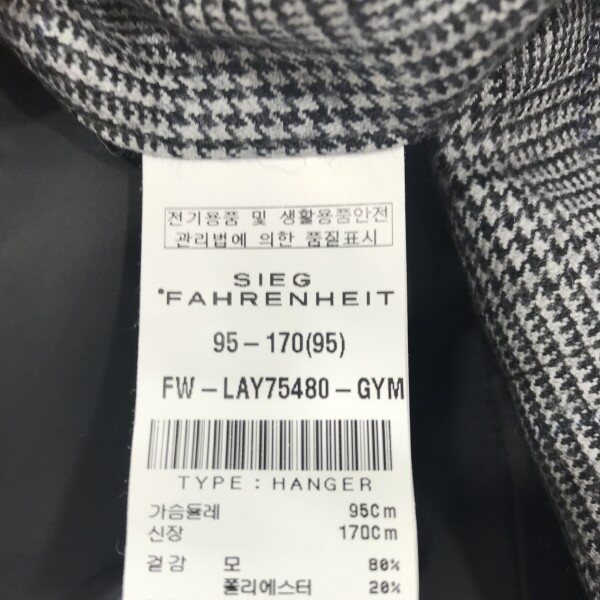 전기용품 및 생활용품안전
관리법에 의한 품질표시
SIEG
FAHRENHEIT
95-170(95)
FW-LAY75480-GYM
TYPE : HANGER
가슴둘레 95Cm
신장 170Cm
겉감 모 80%
폴리에스터 20%